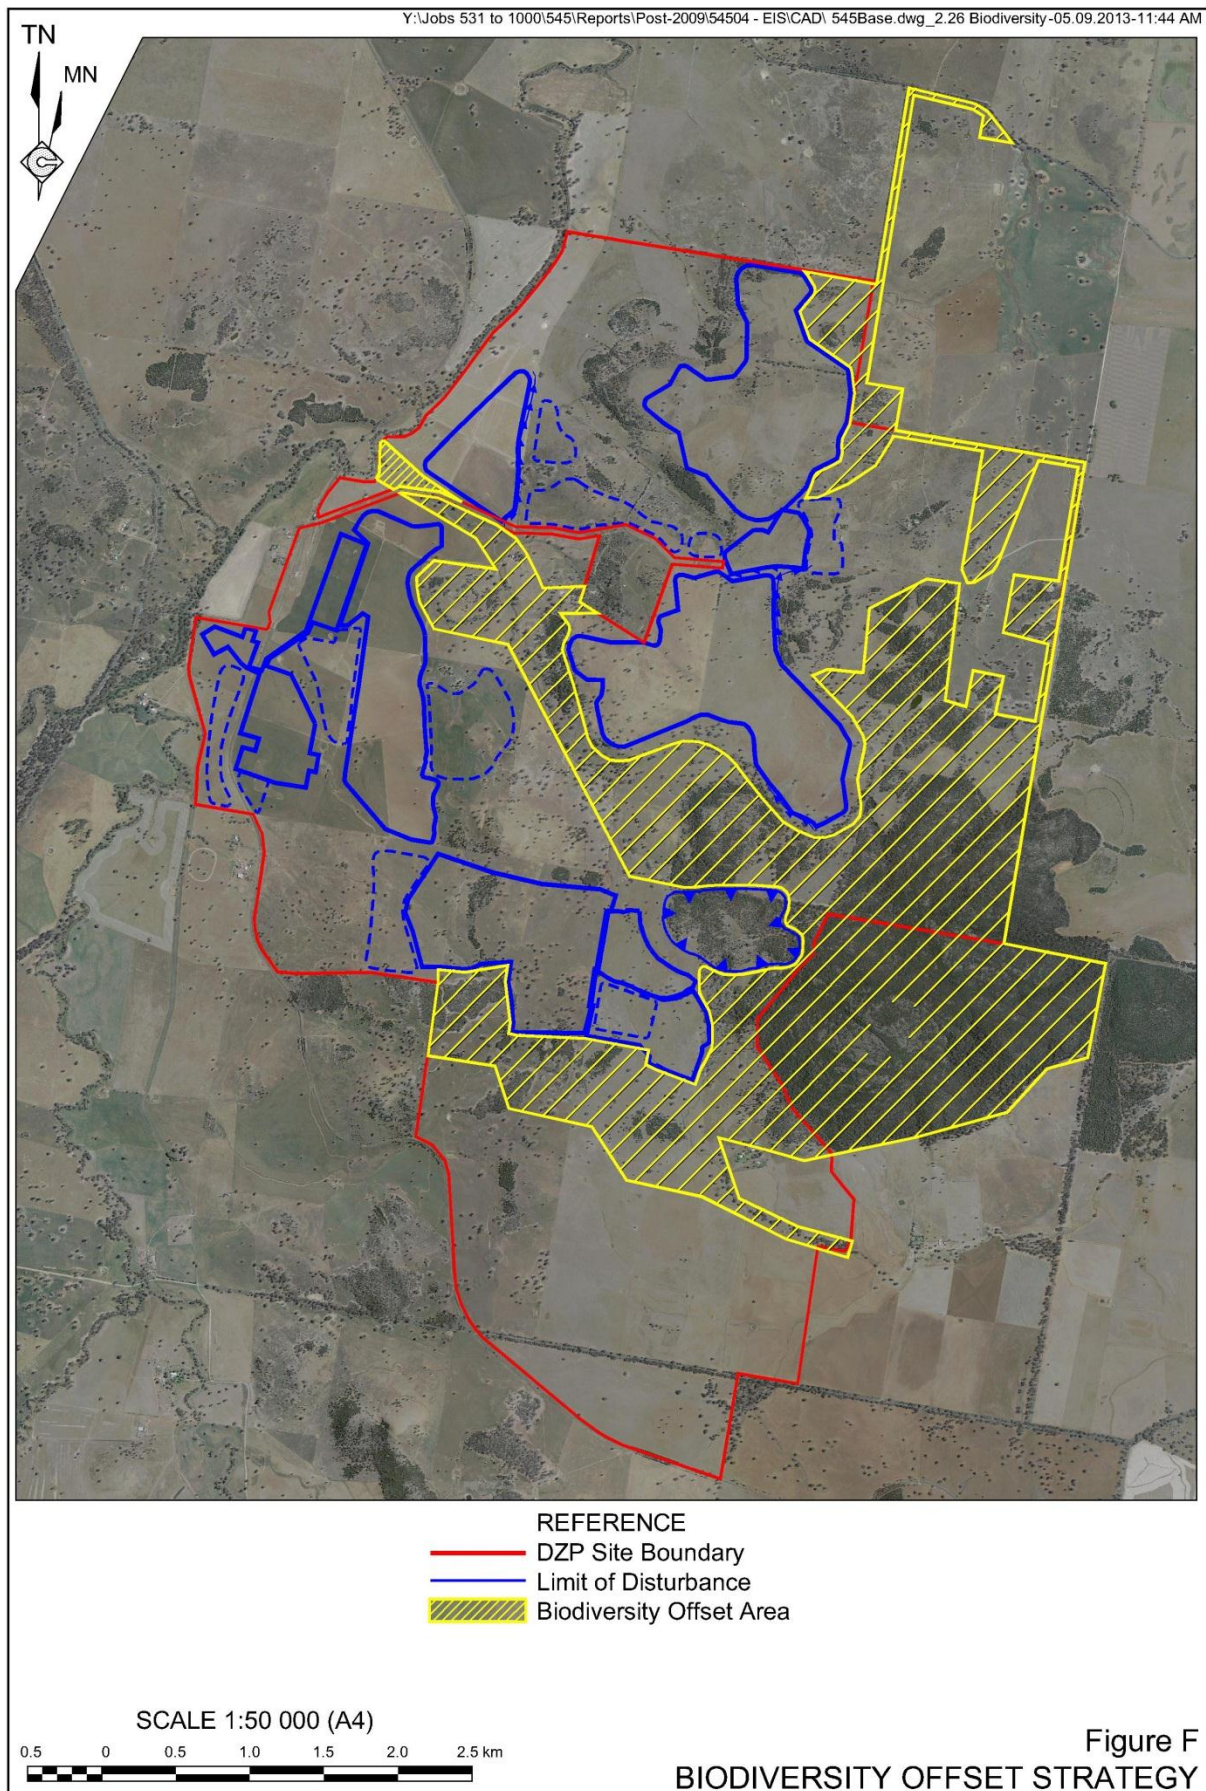 Y:\Jobs 531 to 1000\545\Reports\Post-2009\54504 - EIS\CAD\ 545Base.dwg_2.26 Biodiversity-05.09.2013-11:44 AM
TN
MN
REFERENCE
DZP Site Boundary
Limit of Disturbance
Biodiversity Offset Area
SCALE 1:50 000 (A4)
0.5 0 0.5 1.0 1.5 2.0 2.5 km
Figure F
BIODIVERSITY OFFSET STRATEGY